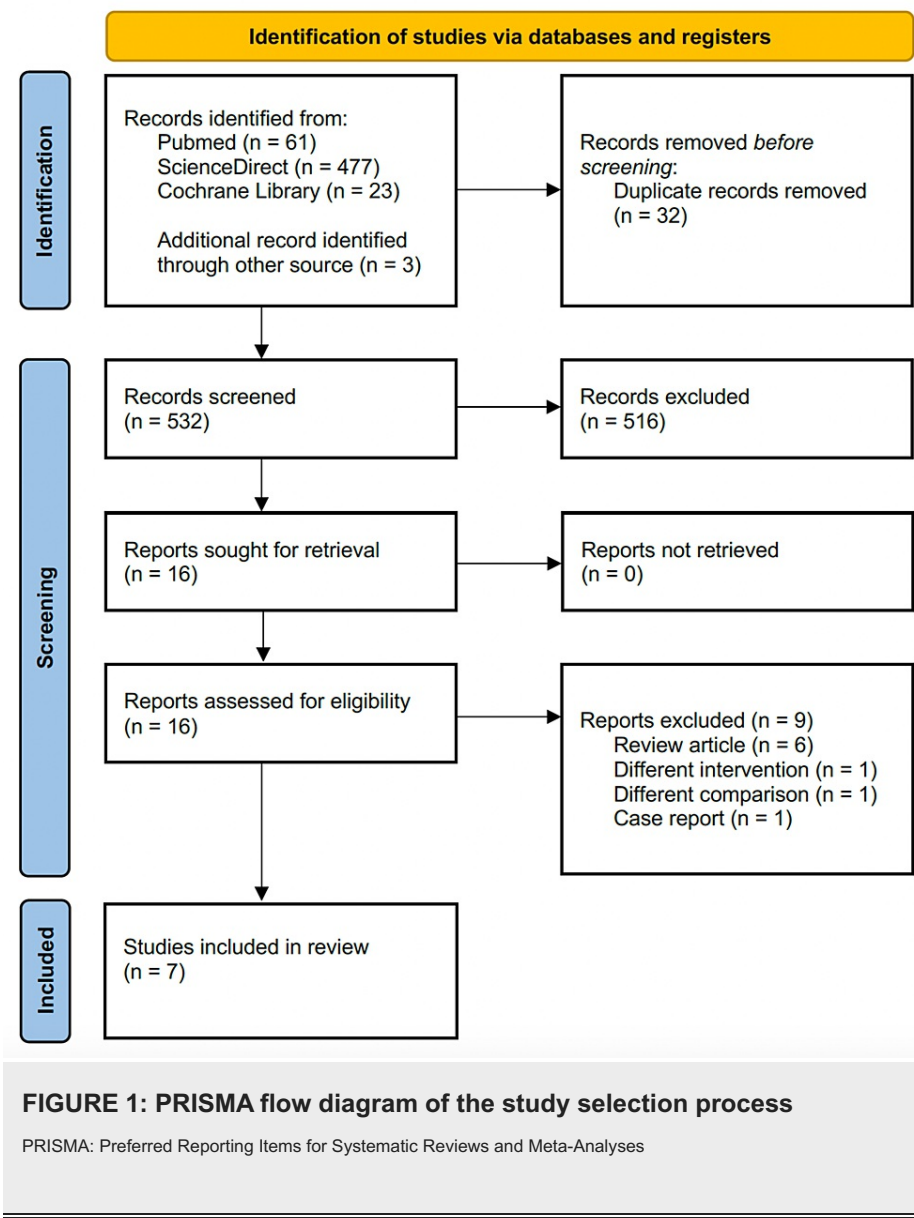 Identification of studies via databases and registers
Identification
Records identified from:
Pubmed (n = 61)
ScienceDirect (n = 477)
Cochrane Library (n = 23)
Additional record identified
through other source (n = 3)
Records removed before
screening:
Duplicate records removed
(n = 32)
Screening
Records screened
(n = 532)
Records excluded
(n = 516)
Reports sought for retrieval
(n = 16)
Reports not retrieved
(n = 0)
Reports assessed for eligibility
(n = 16)
Reports excluded (n = 9)
Review article (n = 6)
Different intervention (n = 1)
Different comparison (n = 1)
Case report (n = 1)
Included
Studies included in review
(n = 7)
FIGURE 1: PRISMA flow diagram of the study selection process
PRISMA: Preferred Reporting Items for Systematic Reviews and Meta-Analyses